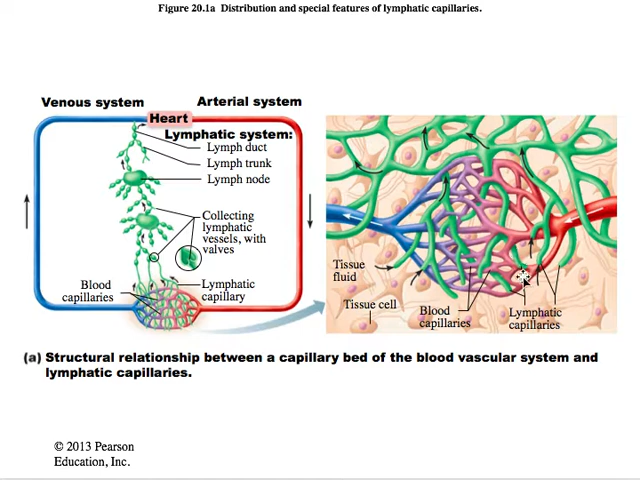 Figure 20.1a  Distribution and special features of lymphatic capillaries.
Venous system
Arterial system
Heart
Lymphatic system:
Lymph duct
Lymph trunk
Lymph node
Collecting
lymphatic
vessels, with
valves
Blood
capillaries
Lymphatic
capillary
Tissue
fluid
Tissue cell
Blood
capillaries
Lymphatic
capillaries
(a) Structural relationship between a capillary bed of the blood vascular system and
lymphatic capillaries.
© 2013 Pearson
Education, Inc.